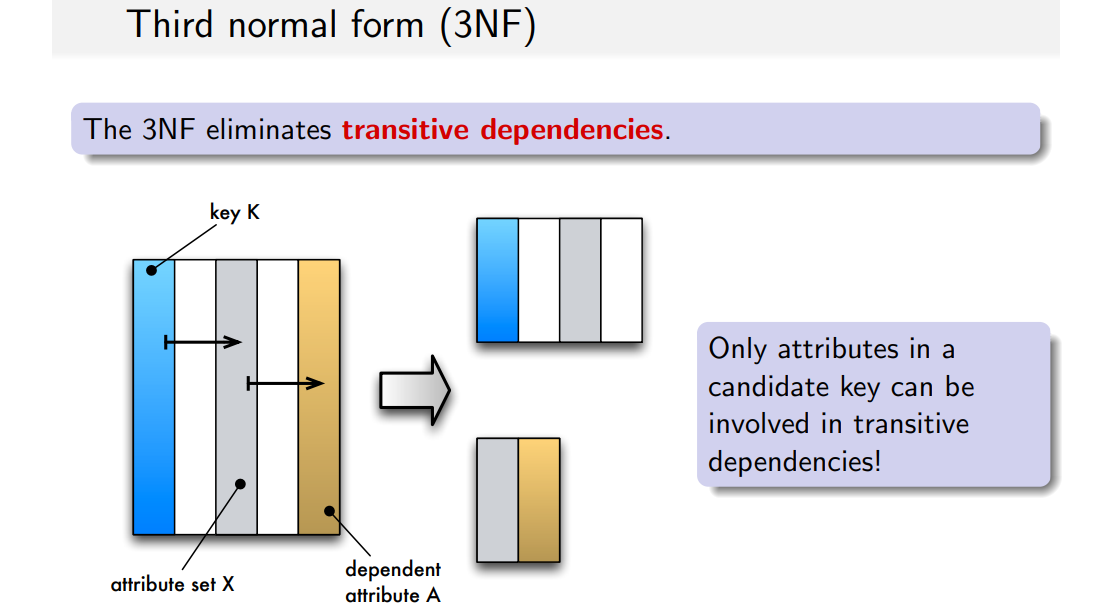 Third normal form (3NF)
The 3NF eliminates transitive dependencies.
key K
attribute set X
dependent
attribute A
Only attributes in a
candidate key can be
involved in transitive
dependencies!